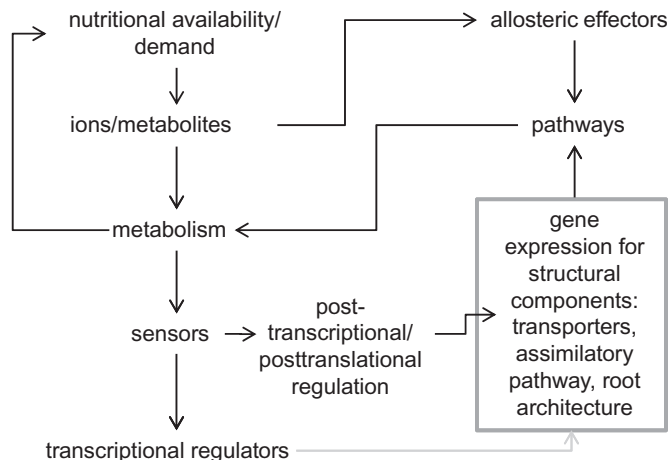 nutritional availability/
demand
allosteric effectors
ions/metabolites
pathways
metabolism
gene
expression for
structural
components:
transporters,
assimilatory
pathway, root
architecture
sensors
post-
transcriptional/
posttranslational
regulation
transcriptional regulators